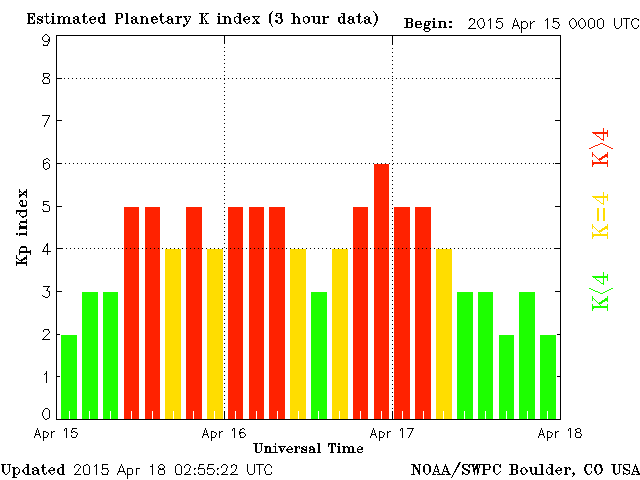 Estimated Planetary K index (3 hour data) Begin: 2015 Apr 15 0000 UTC
9
8
7
6
5
4
3
2
1
0
Kp index
K>4
K=4
K<4
Apr 15 Apr 16 Apr 17 Apr 18
Universal Time
Updated 2015 Apr 18 02:55:22 UTC NOAA/SWPC Boulder, CO USA